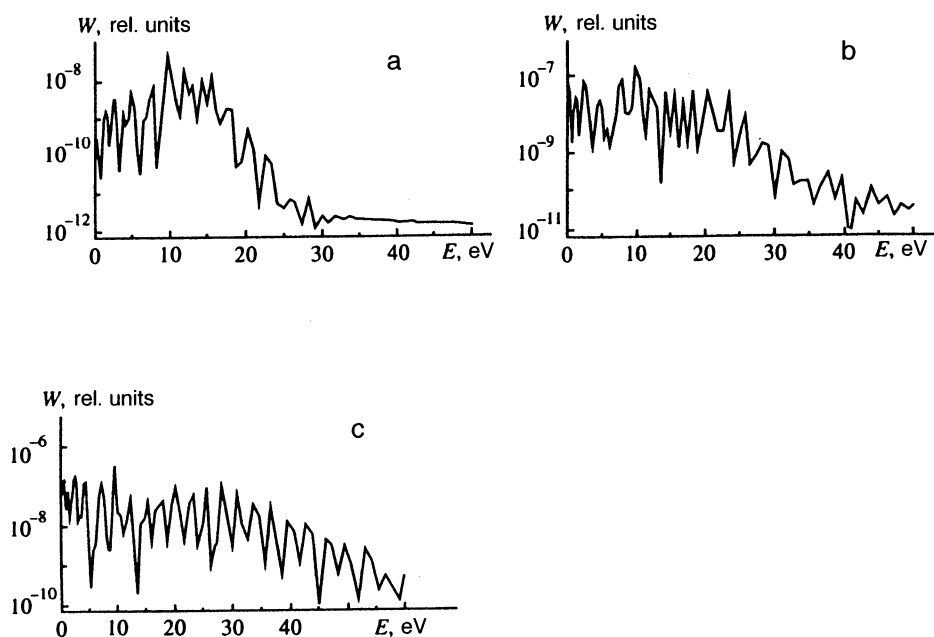 W, rel. units
a
10⁻⁸
10⁻¹⁰
10⁻¹²
0 10 20 30 40 E, eV
W, rel. units
b
10⁻⁷
10⁻⁹
10⁻¹¹
0 10 20 30 40 E, eV
W, rel. units
c
10⁻⁶
10⁻⁸
10⁻¹⁰
0 10 20 30 40 E, eV